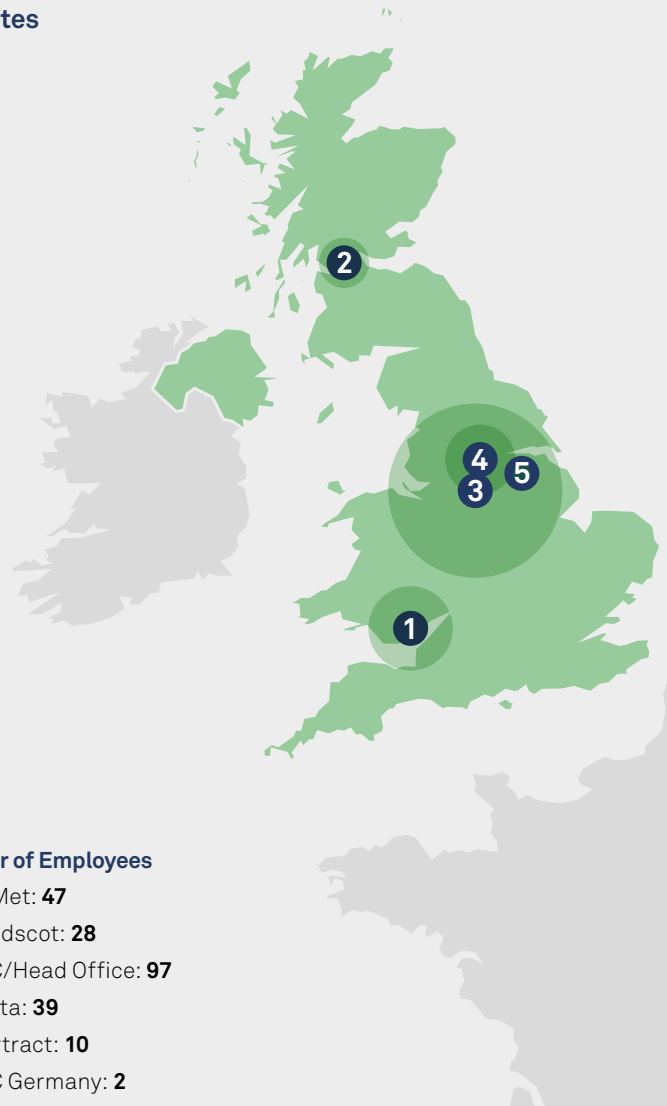 tes
2
4
5
3
1
r of Employees
Met: 47
dscot: 28
C/Head Office: 97
ta: 39
tract: 10
C Germany: 2